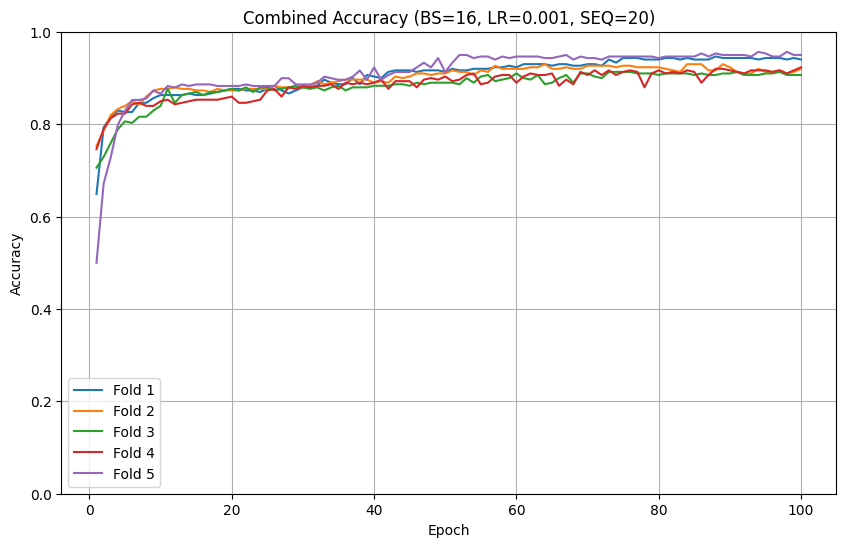 Combined Accuracy (BS=16, LR=0.001, SEQ=20)
Accuracy
1.0
0.8
0.6
0.4
0.2
0.0
Fold 1
Fold 2
Fold 3
Fold 4
Fold 5
0 20 40 60 80 100
Epoch